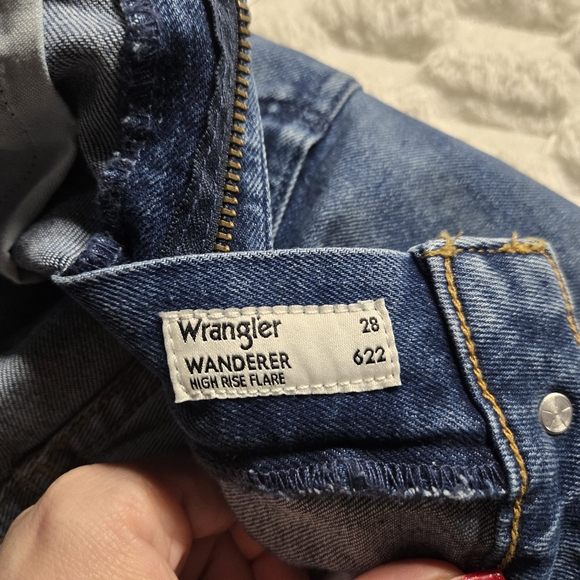 Wrangler 28
WANDERER 622
HIGH RISE FLARE